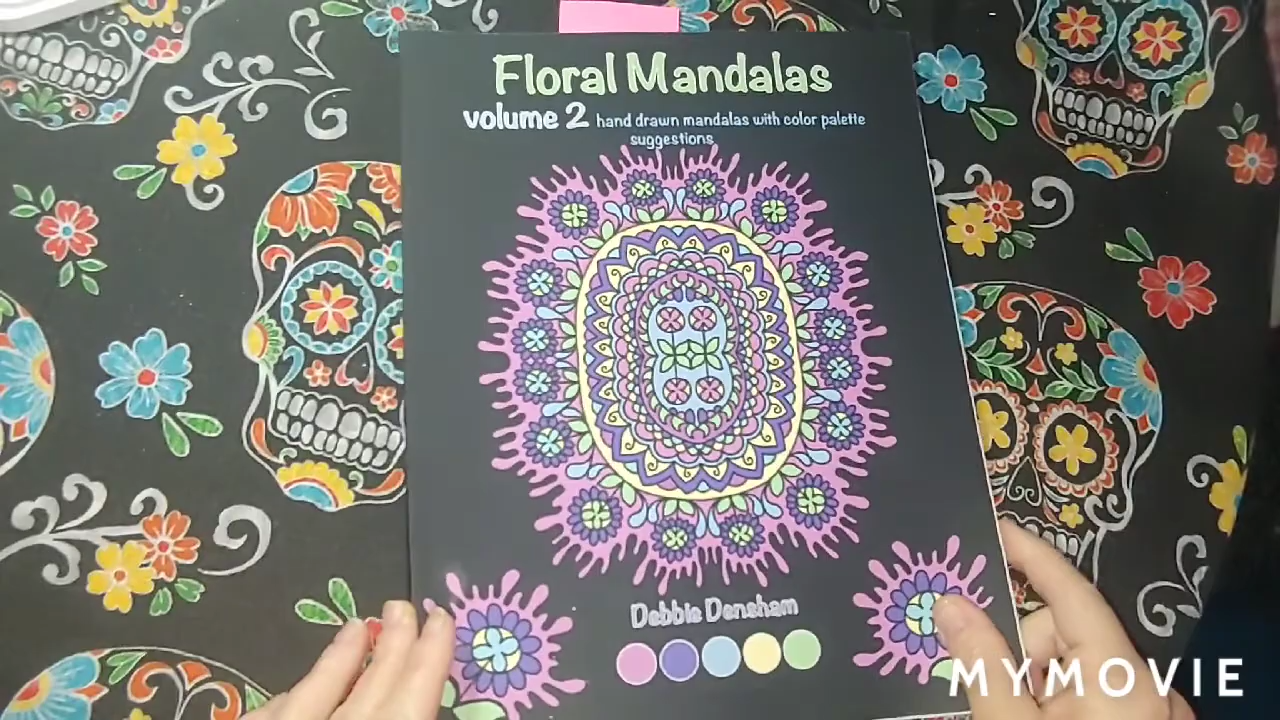 Floral Mandalas
volume 2 hand drawn mandalas with color palette
suggestions
Debbie Densham
MYMOVIE